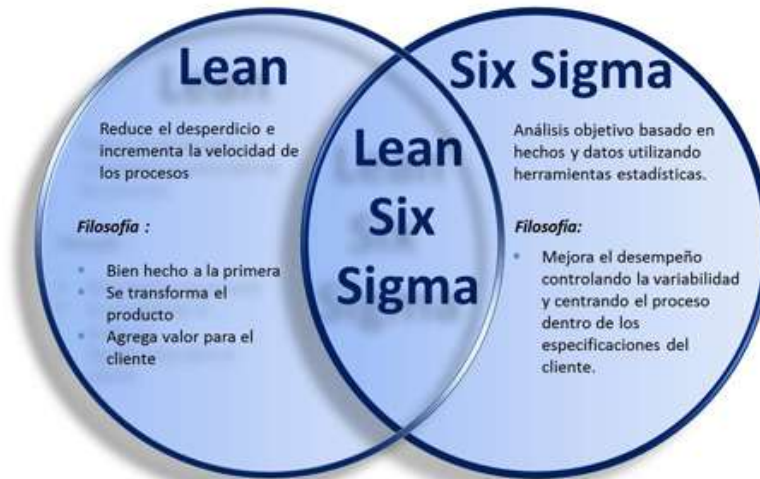 Lean
Reduce el desperdicio e
incrementa la velocidad de
los procesos
Filosofía :
• Bien hecho a la primera
• Se transforma el
producto
• Agrega valor para el
cliente
Lean
Six
Sigma
Six Sigma
Análisis objetivo basado en
hechos y datos utilizando
herramientas estadísticas.
Filosofía:
• Mejora el desempeño
controlando la variabilidad
y centrando el proceso
dentro de los
especificaciones del
cliente.